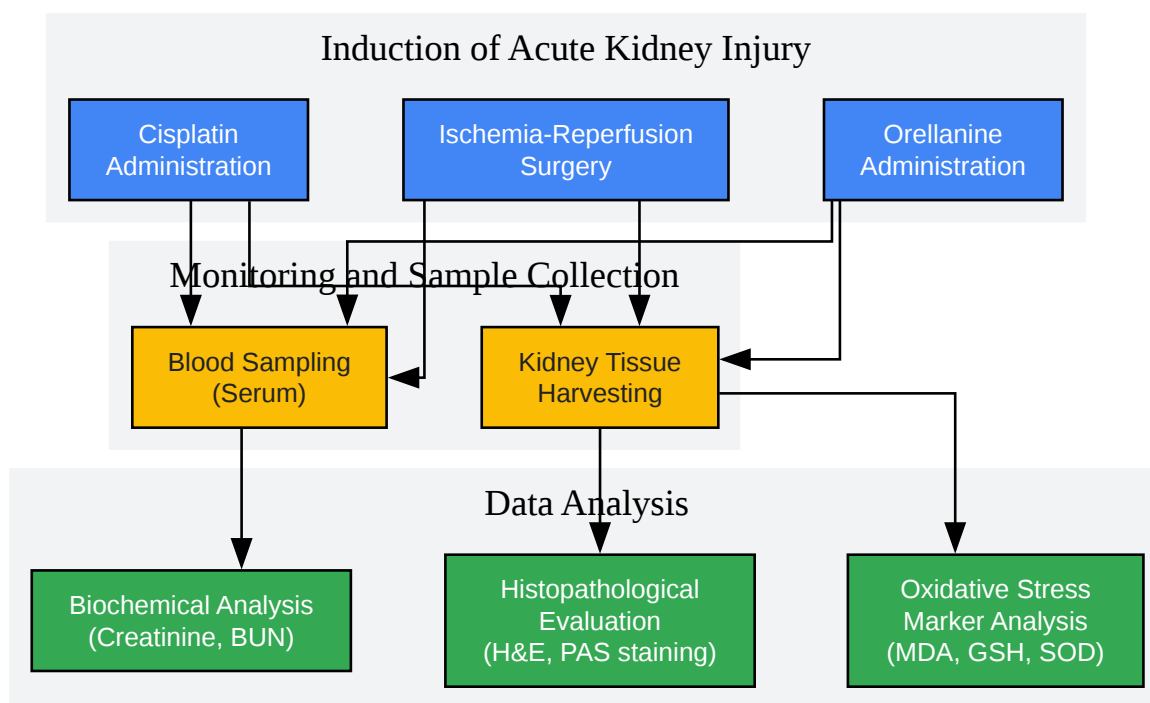 Induction of Acute Kidney Injury
Cisplatin
Administration
Ischemia-Reperfusion
Surgery
Orellanine
Administration
Monitoring and Sample Collection
Blood Sampling
(Serum)
Kidney Tissue
Harvesting
Data Analysis
Biochemical Analysis
(Creatinine, BUN)
Histopathological
Evaluation
(H&E, PAS staining)
Oxidative Stress
Marker Analysis
(MDA, GSH, SOD)